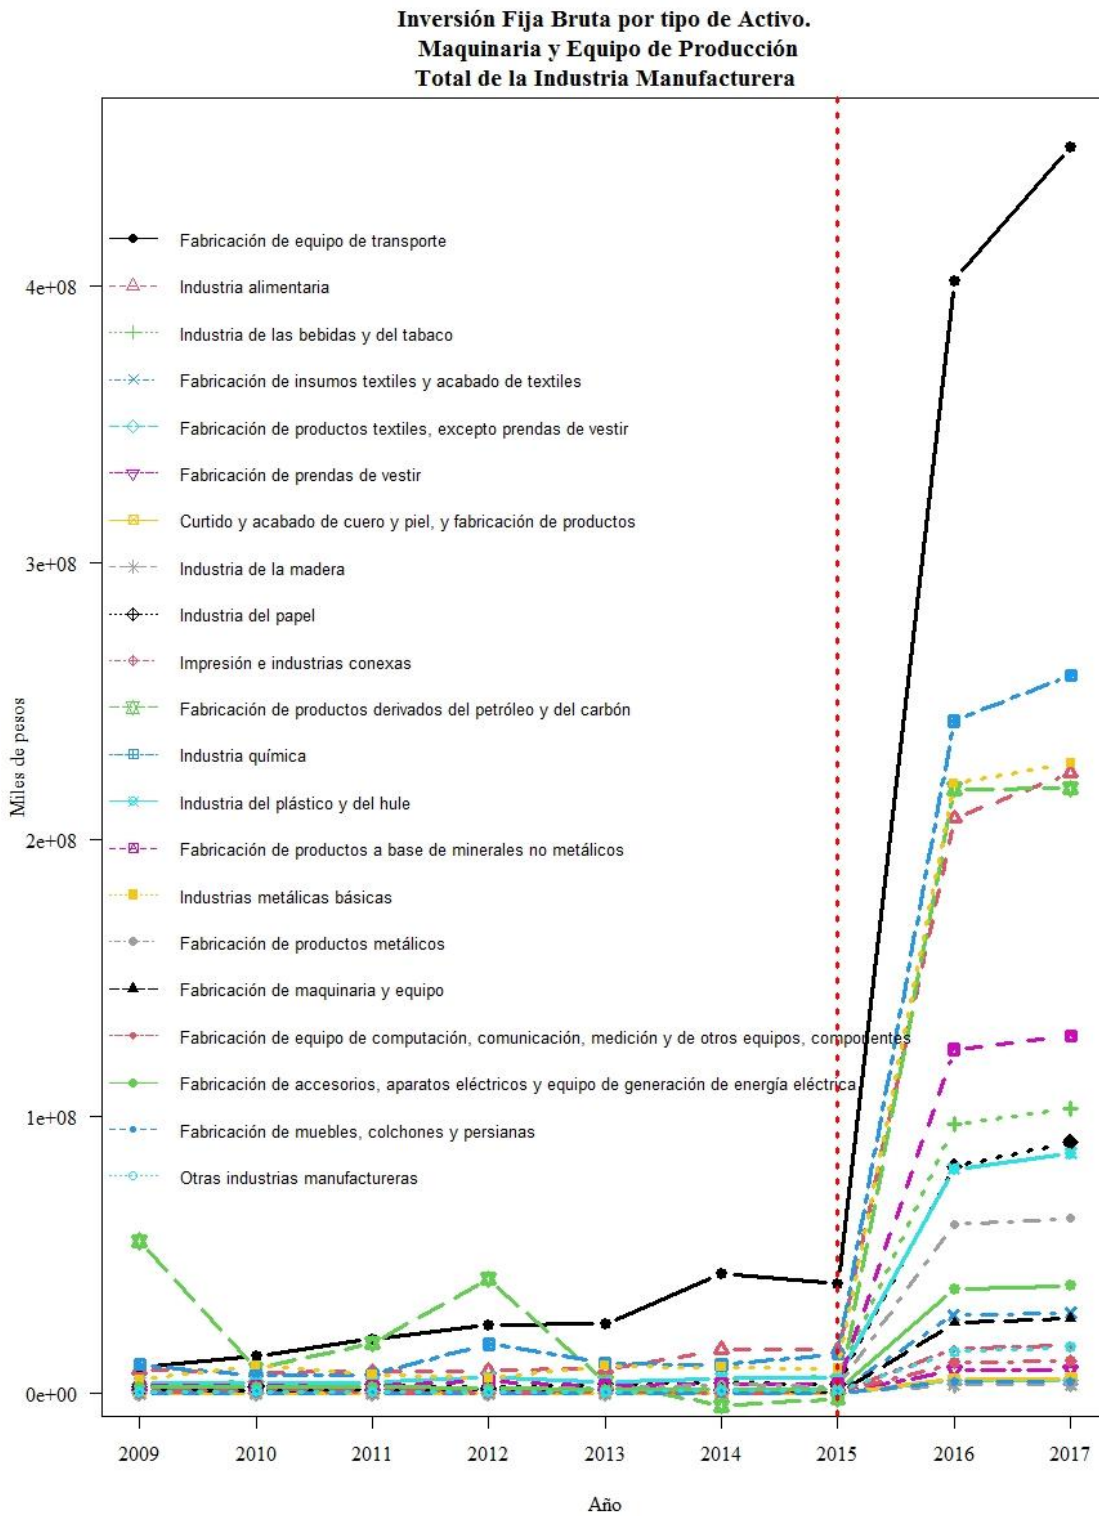 Inversión Fija Bruta por tipo de Activo.
Maquinaria y Equipo de Producción
Total de la Industria Manufacturera
Miles de pesos
4e+08
3e+08
2e+08
1e+08
0e+00
Fabricación de equipo de transporte
Industria alimentaria
Industria de las bebidas y del tabaco
Fabricación de insumos textiles y acabado de textiles
Fabricación de productos textiles, excepto prendas de vestir
Fabricación de prendas de vestir
Curtido y acabado de cuero y piel, y fabricación de productos
Industria de la madera
Industria del papel
Impresión e industrias conexas
Fabricación de productos derivados del petróleo y del carbón
Industria química
Industria del plástico y del hule
Fabricación de productos a base de minerales no metálicos
Industrias metálicas básicas
Fabricación de productos metálicos
Fabricación de maquinaria y equipo
Fabricación de equipo de computación, comunicación, medición y de otros equipos, componentes
Fabricación de accesorios, aparatos eléctricos y equipo de generación de energía eléctrica
Fabricación de muebles, colchones y persianas
Otras industrias manufactureras
2009 2010 2011 2012 2013 2014 2015 2016 2017
Año